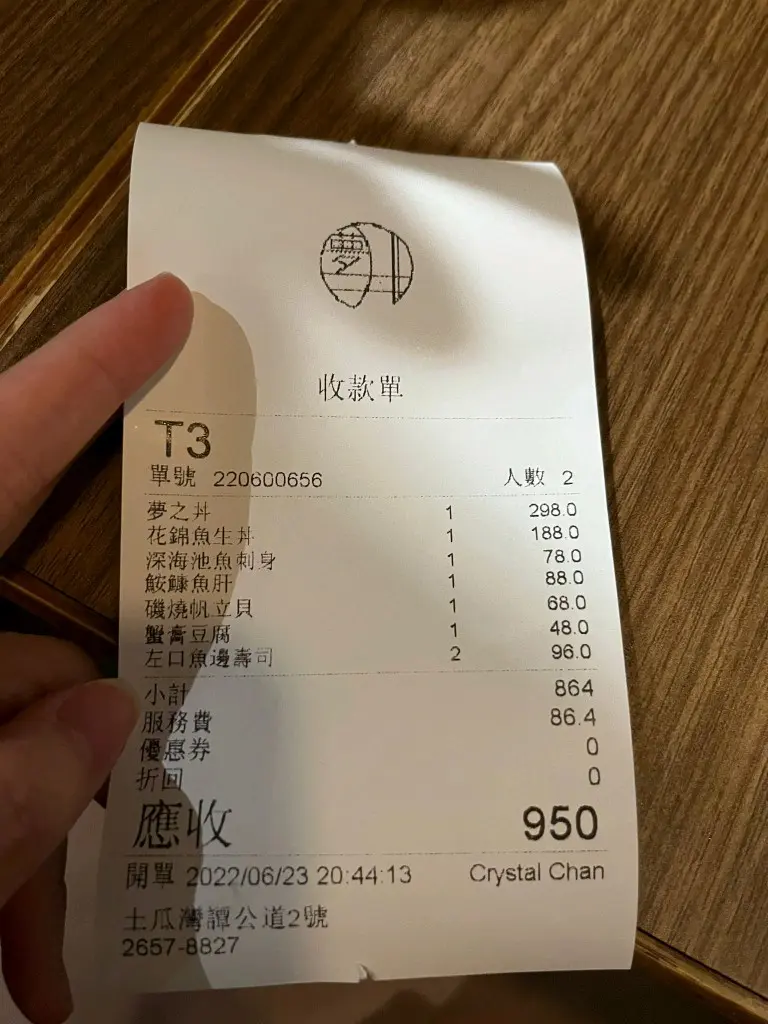 夢
收款單
T3
單號 220600656 人數 2
夢之丼 1 298.0
花錦魚生丼 1 188.0
深海池魚刺身 1 78.0
鮟鱇魚肝 1 88.0
磯燒帆立貝 1 68.0
蟹膏豆腐 1 48.0
左口魚邊壽司 2 96.0
小計 864
服務費 86.4
優惠券 0
折回 0
應收 950
開單 2022/06/23 20:44:13 Crystal Chan
土瓜灣譚公道2號
2657-8827